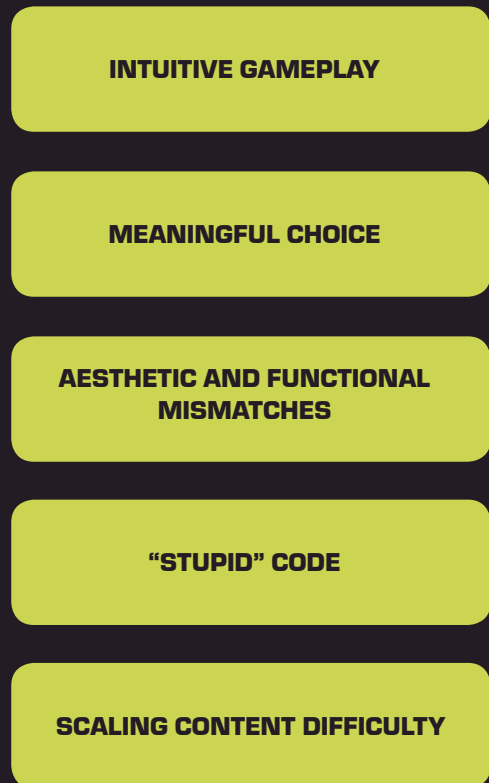 INTUITIVE GAMEPLAY
MEANINGFUL CHOICE
AESTHETIC AND FUNCTIONAL
MISMATCHES
“STUPID” CODE
SCALING CONTENT DIFFICULTY